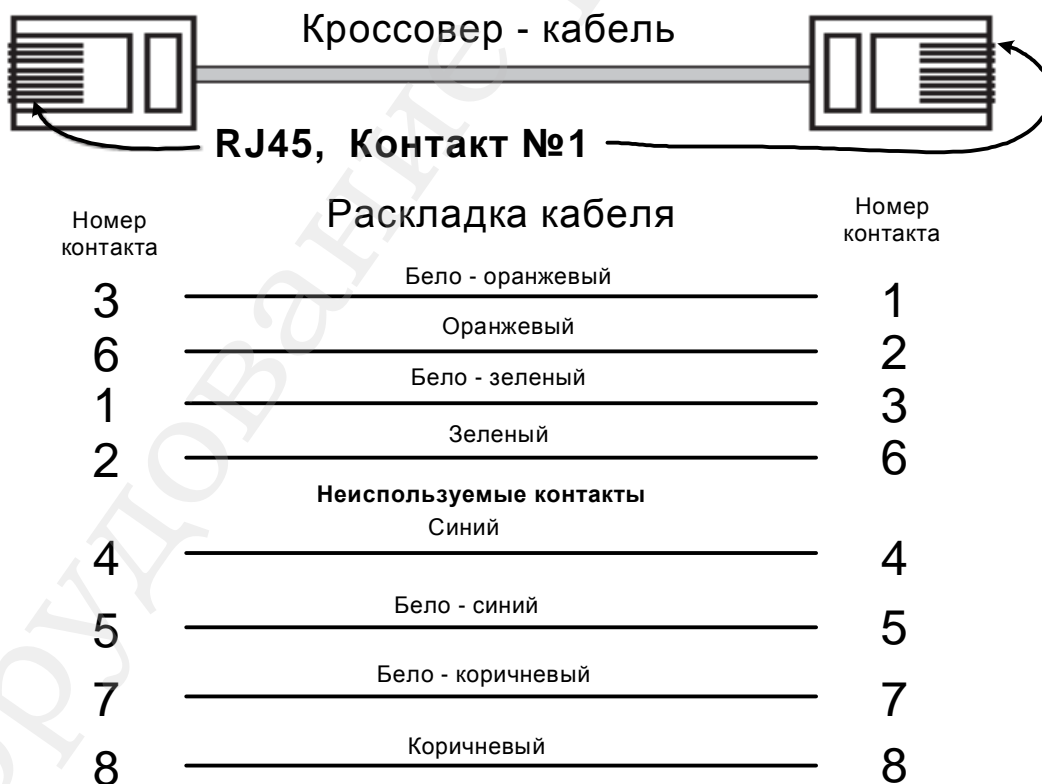 Кроссовер - кабель
RJ45, Контакт №1
Раскладка кабеля
Номер
контакта
Номер
контакта
3 Бело - оранжевый 1
6 Оранжевый 2
1 Бело - зеленый 3
2 Зеленый 6
Неиспользуемые контакты
4 Синий 4
5 Бело - синий 5
7 Бело - коричневый 7
8 Коричневый 8